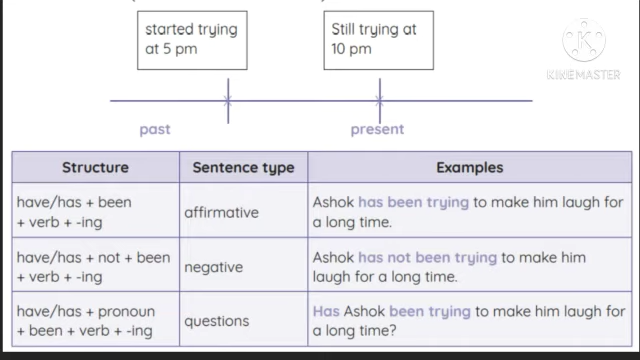 started trying
at 5 pm
Still trying at
10 pm
KINEMASTER
past
present
Structure
Sentence type
Examples
have/has + been
+ verb + -ing
affirmative
Ashok has been trying to make him laugh for
a long time.
have/has + not + been
+ verb + -ing
negative
Ashok has not been trying to make him
laugh for a long time.
have/has + pronoun
+ been + verb + -ing
questions
Has Ashok been trying to make him laugh for
a long time?